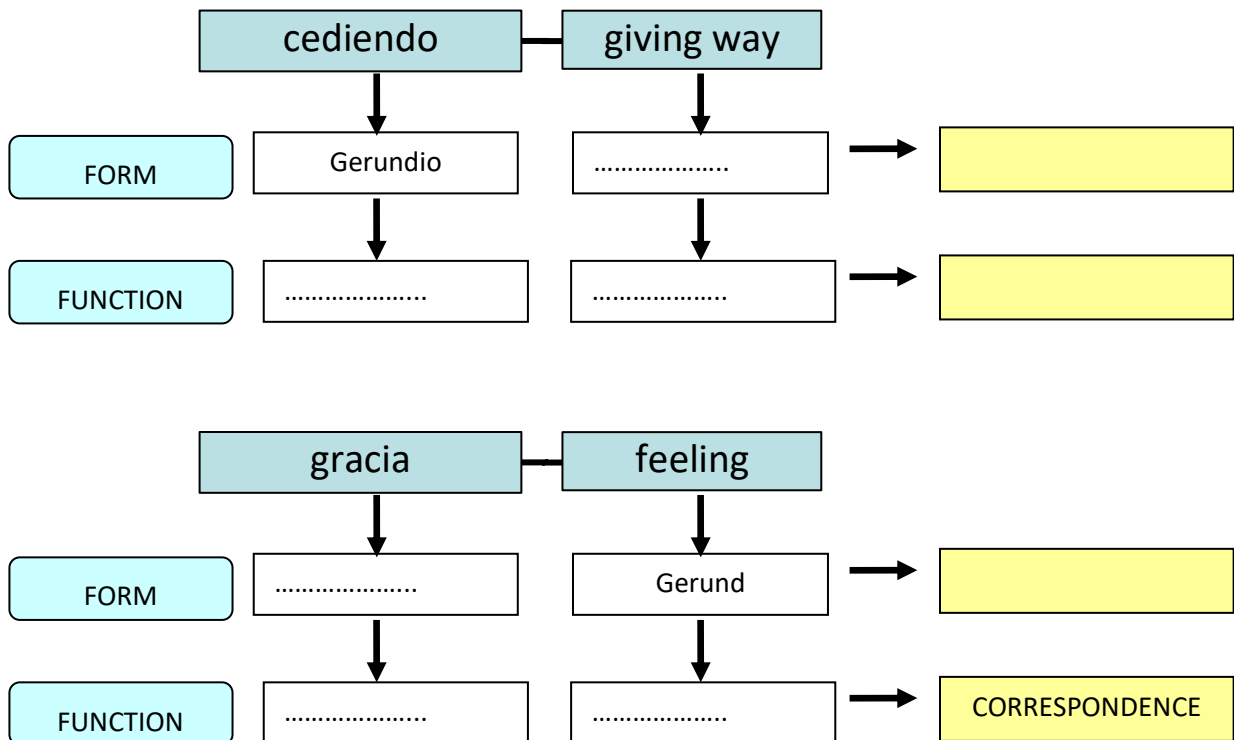 cediendo giving way
FORM Gerundio ………………..
FUNCTION ………………... ………………..
gracia feeling
FORM ………………... Gerund
FUNCTION ………………... ……………….. CORRESPONDENCE